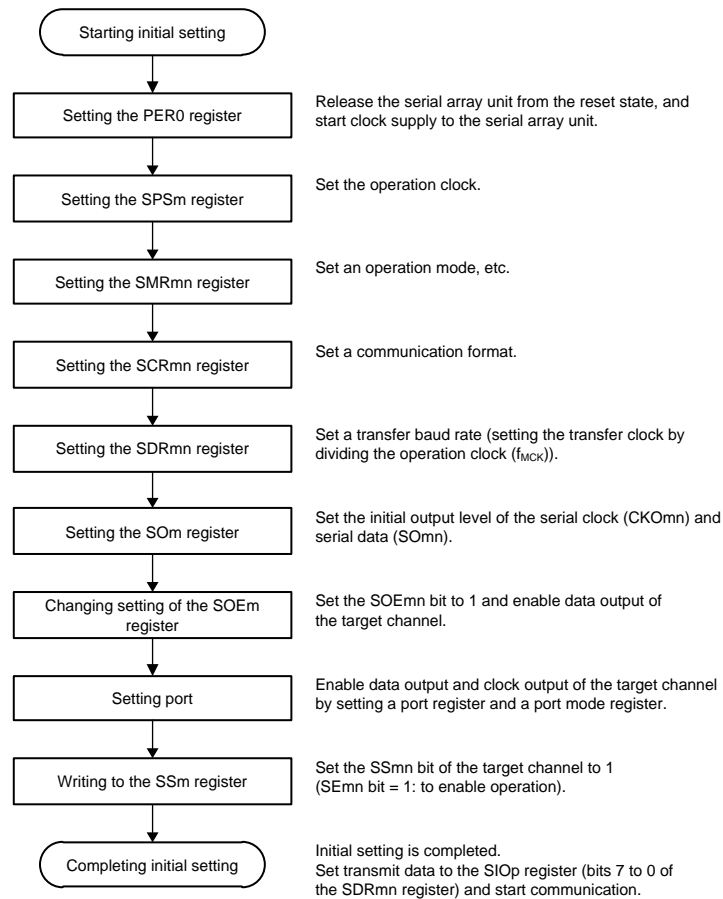 Starting initial setting
Setting the PER0 register
Release the serial array unit from the reset state, and
start clock supply to the serial array unit.
Setting the SPSm register
Set the operation clock.
Setting the SMRmn register
Set an operation mode, etc.
Setting the SCRmn register
Set a communication format.
Setting the SDRmn register
Set a transfer baud rate (setting the transfer clock by
dividing the operation clock (fMCK)).
Setting the SOm register
Set the initial output level of the serial clock (CKOmn) and
serial data (SOmn).
Changing setting of the SOEm
register
Set the SOEmn bit to 1 and enable data output of
the target channel.
Setting port
Enable data output and clock output of the target channel
by setting a port register and a port mode register.
Writing to the SSm register
Set the SSmn bit of the target channel to 1
(SEmn bit = 1: to enable operation).
Completing initial setting
Initial setting is completed.
Set transmit data to the SIOp register (bits 7 to 0 of
the SDRmn register) and start communication.